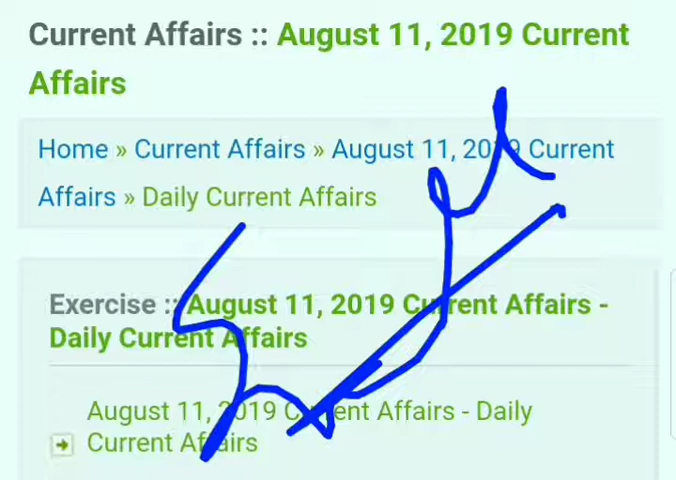 Current Affairs :: August 11, 2019 Current
Affairs
Home » Current Affairs » August 11, 2019 Current
Affairs » Daily Current Affairs
Exercise :: August 11, 2019 Current Affairs -
Daily Current Affairs
August 11, 2019 Current Affairs - Daily
Current Affairs